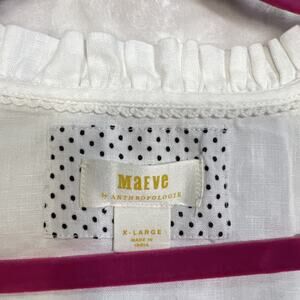 MAEVE
by ANTHROPOLOGIE
X-LARGE
MADE IN
INDIA